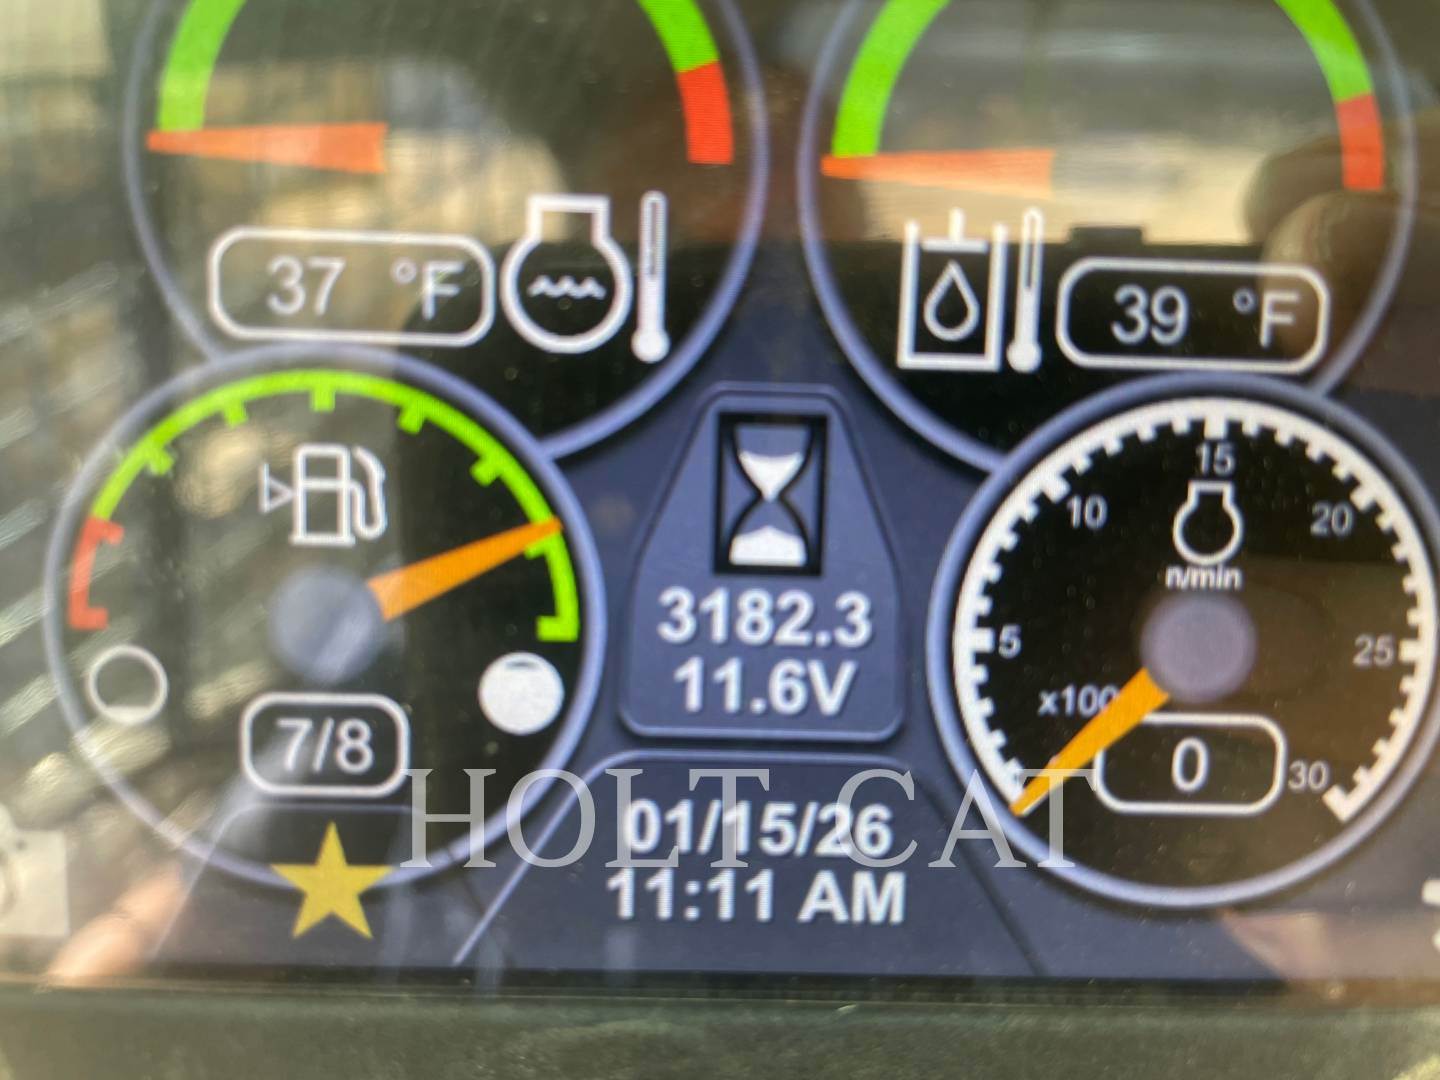 37 °F
39 °F
15
10
20
n/min
3182.3
5
25
11.6V
x100
7/8
0
30
HOLT CAT
01/15/26
11:11 AM